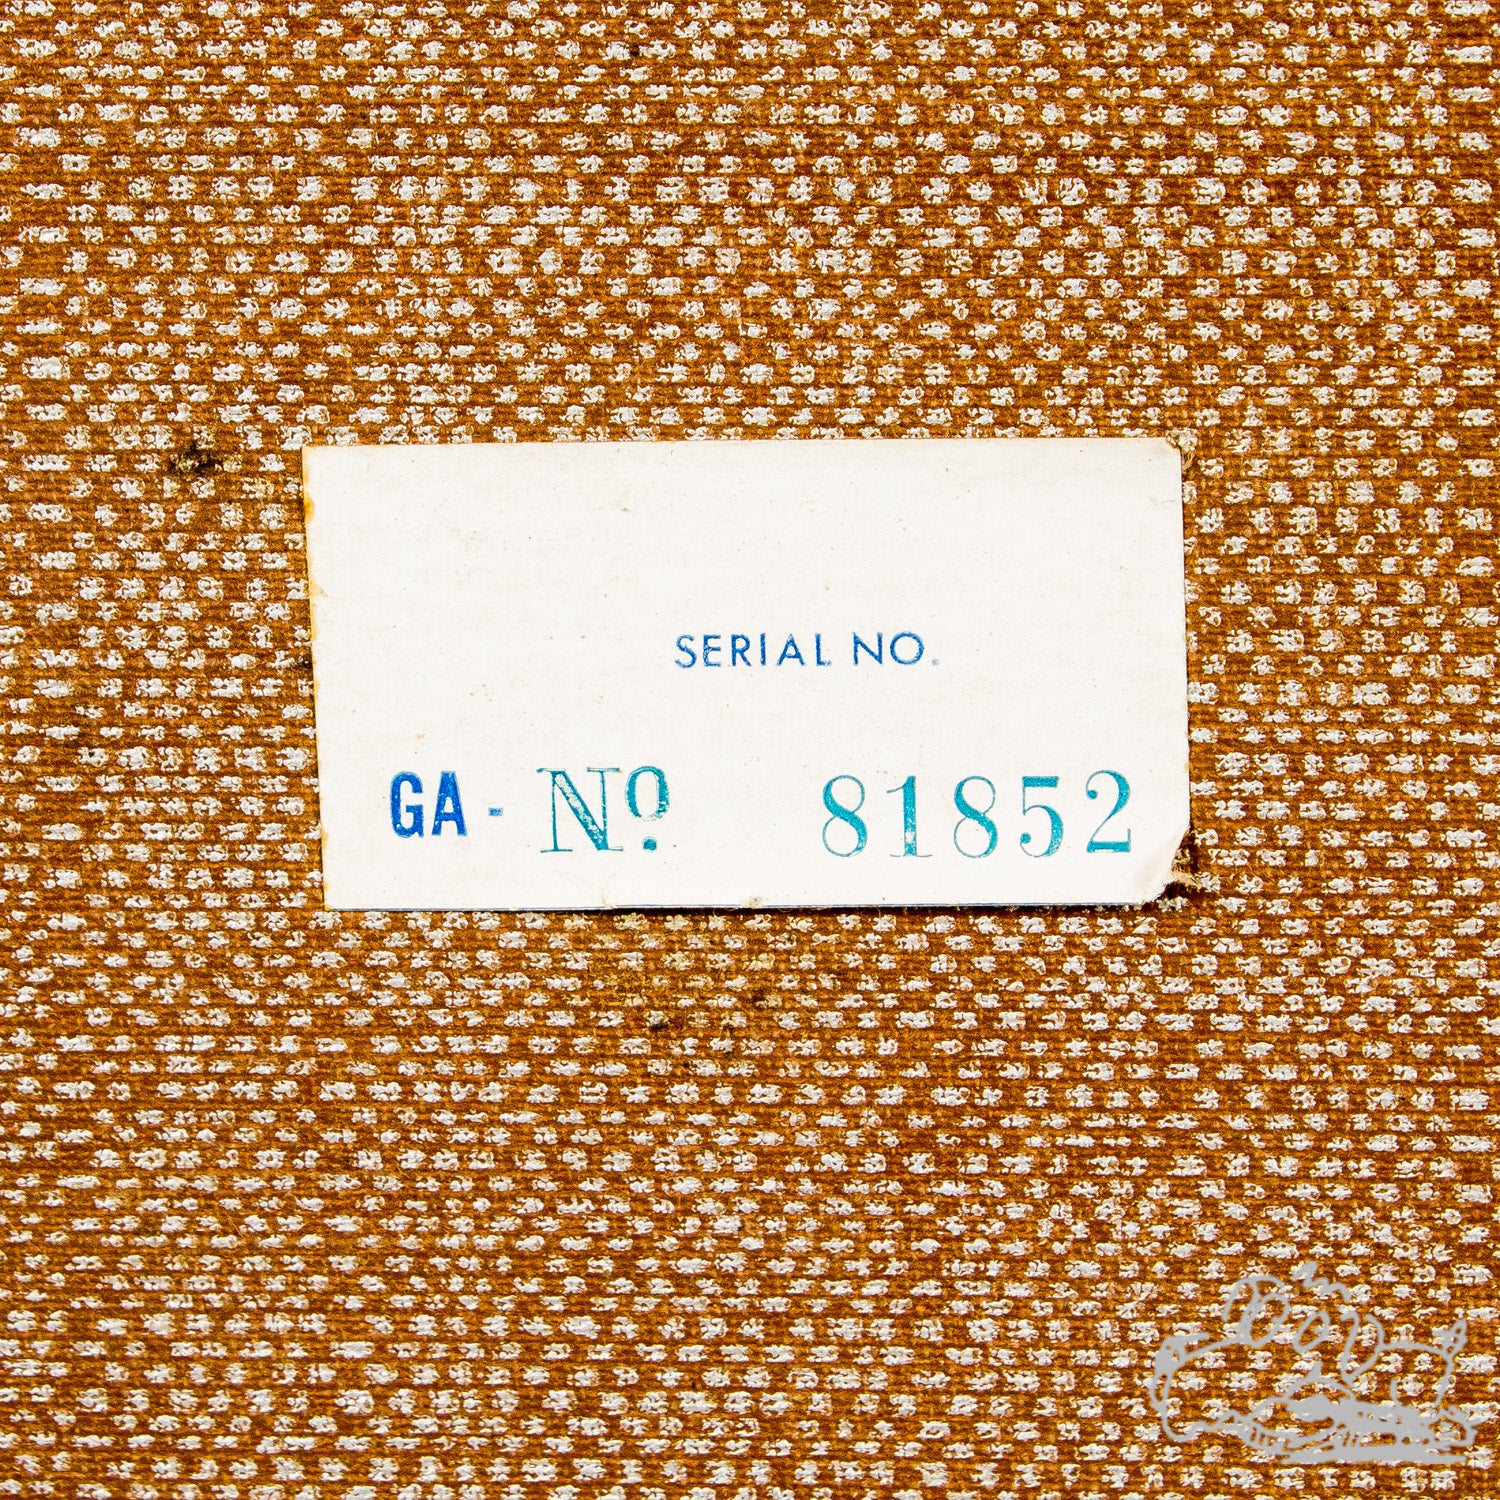 SERIAL NO.
GA - Nº. 81852